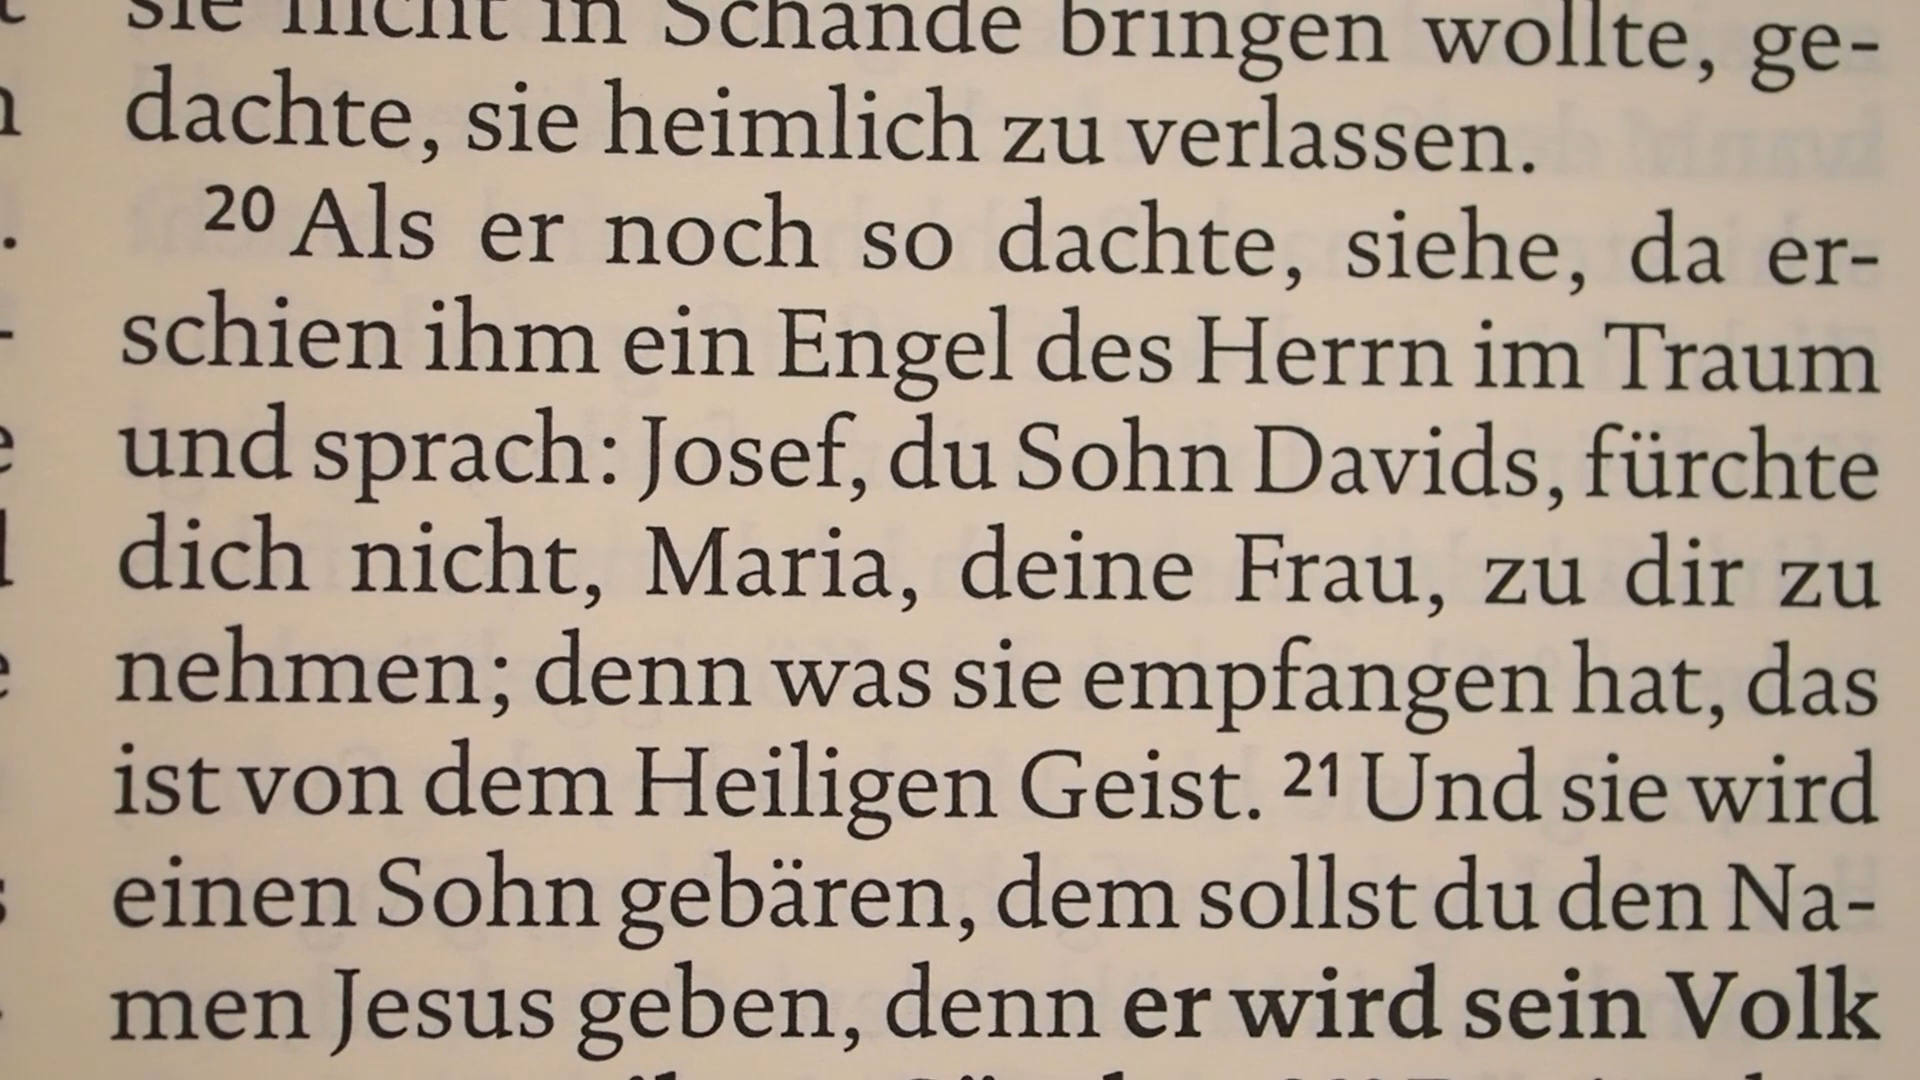 sie nicht in Schande bringen wollte, ge-
dachte, sie heimlich zu verlassen.
20 Als er noch so dachte, siehe, da er-
schien ihm ein Engel des Herrn im Traum
und sprach: Josef, du Sohn Davids, fürchte
dich nicht, Maria, deine Frau, zu dir zu
nehmen; denn was sie empfangen hat, das
ist von dem Heiligen Geist. 21 Und sie wird
einen Sohn gebären, dem sollst du den Na-
men Jesus geben, denn er wird sein Volk